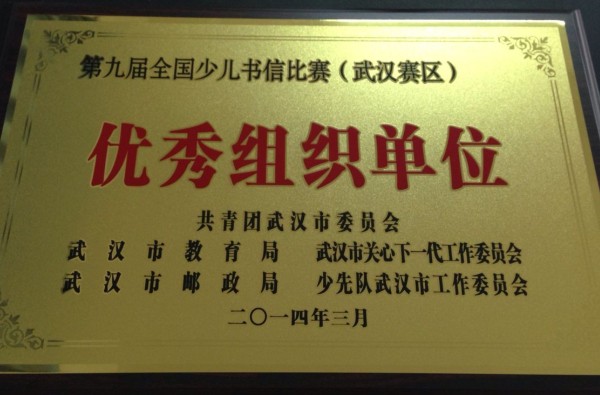 第九届全国少儿书信比赛（武汉赛区）
优秀组织单位
共青团武汉市委员会
武汉市教育局 武汉市关心下一代工作委员会
武汉市邮政局 少先队武汉市工作委员会
二〇一四年三月